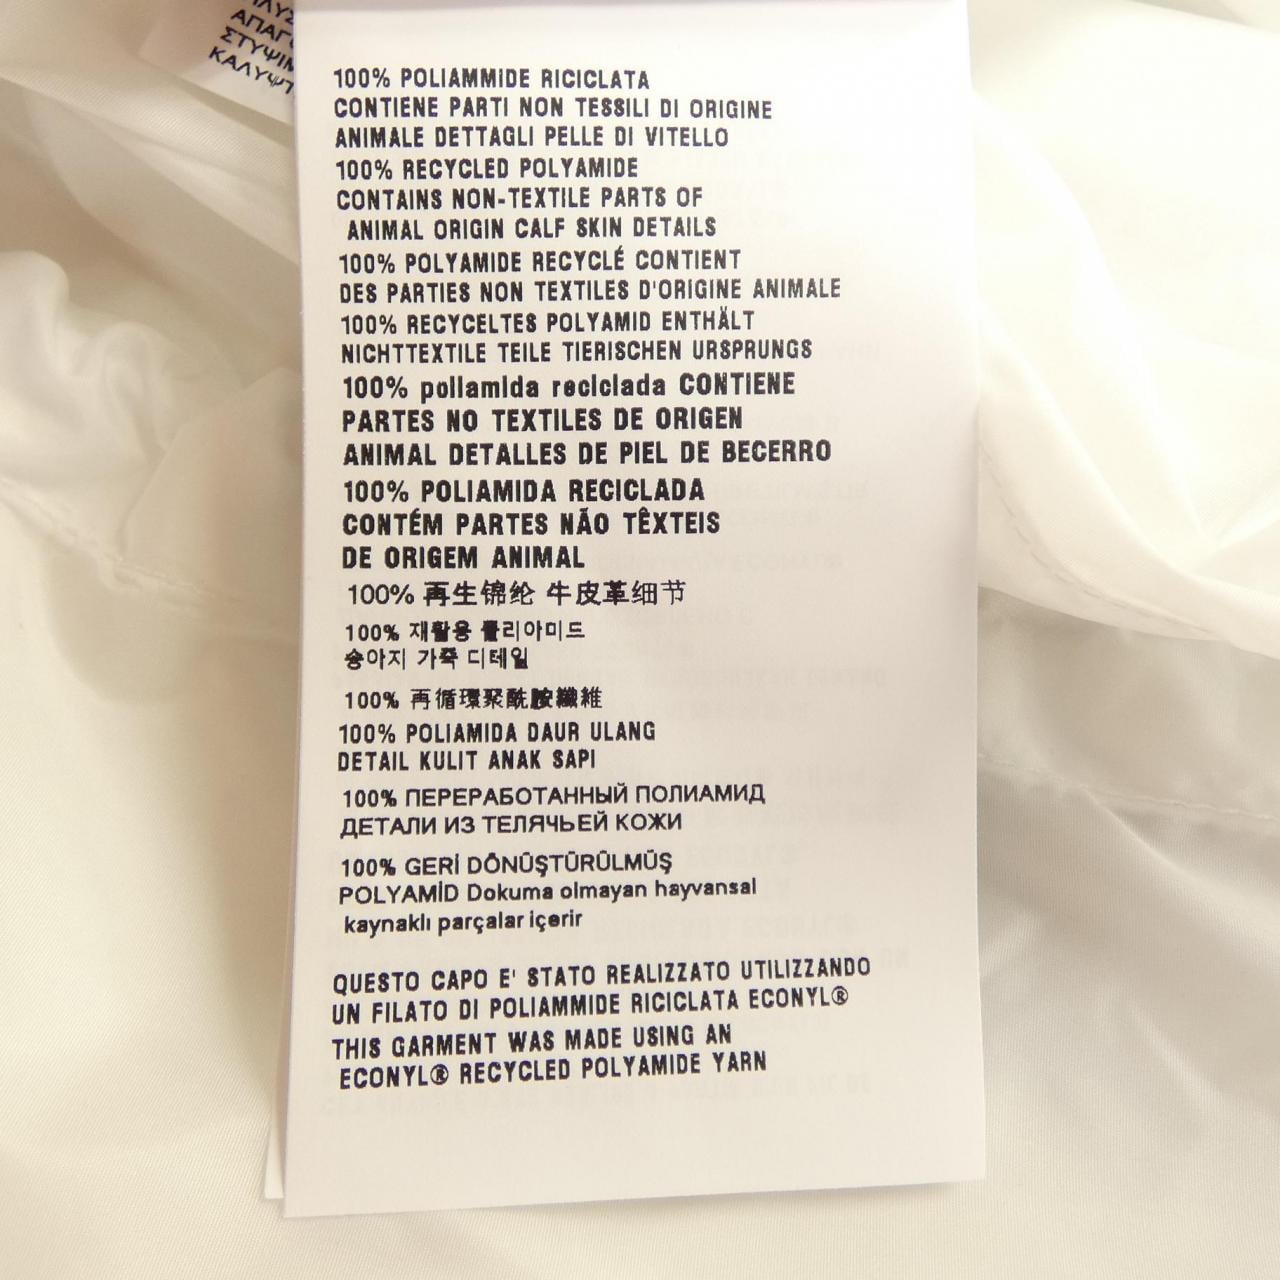 ΑΠΑΓ
ΣΤΥΨΙΜ
ΚΑΛΥΨΤ
100% POLIAMMIDE RICICLATA
CONTIENE PARTI NON TESSILI DI ORIGINE
ANIMALE DETTAGLI PELLE DI VITELLO
100% RECYCLED POLYAMIDE
CONTAINS NON-TEXTILE PARTS OF
ANIMAL ORIGIN CALF SKIN DETAILS
100% POLYAMIDE RECYCLÉ CONTIENT
DES PARTIES NON TEXTILES D'ORIGINE ANIMALE
100% RECYCELTES POLYAMID ENTHÄLT
NICHTTEXTILE TEILE TIERISCHEN URSPRUNGS
100% poliamida reciclada CONTIENE
PARTES NO TEXTILES DE ORIGEN
ANIMAL DETALLES DE PIEL DE BECERRO
100% POLIAMIDA RECICLADA
CONTÉM PARTES NÃO TÊXTEIS
DE ORIGEM ANIMAL
100% 再生锦纶 牛皮革细节
100% 재활용 폴리아미드
송아지 가죽 디테일
100% 再循環聚酰胺纖維
100% POLIAMIDA DAUR ULANG
DETAIL KULIT ANAK SAPI
100% ПЕРЕРАБОТАННЫЙ ПОЛИАМИД
ДЕТАЛИ ИЗ ТЕЛЯЧЬЕЙ КОЖИ
100% GERİ DÖNÜŞTÜRÜLMÜŞ
POLYAMİD Dokuma olmayan hayvansal
kaynaklı parçalar içerir
QUESTO CAPO E' STATO REALIZZATO UTILIZZANDO
UN FILATO DI POLIAMMIDE RICICLATA ECONYL®
THIS GARMENT WAS MADE USING AN
ECONYL® RECYCLED POLYAMIDE YARN